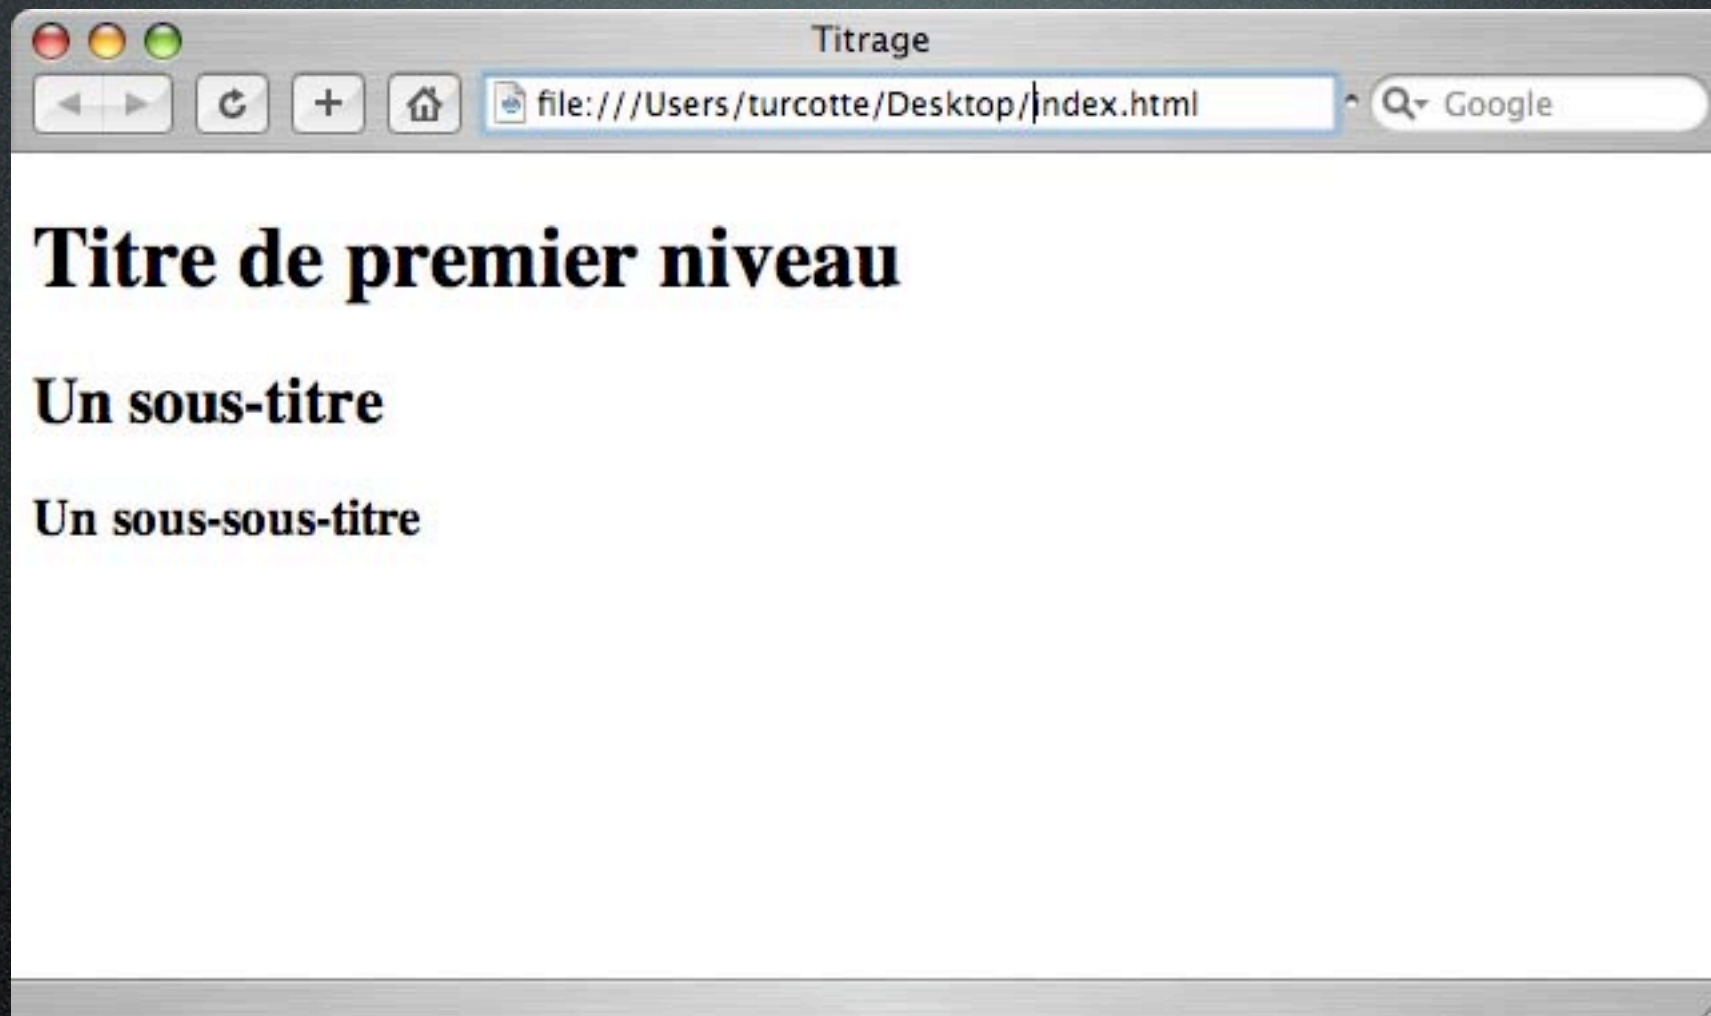 Titrage
file:///Users/turcotte/Desktop/index.html
Google
Titre de premier niveau
Un sous-titre
Un sous-sous-titre